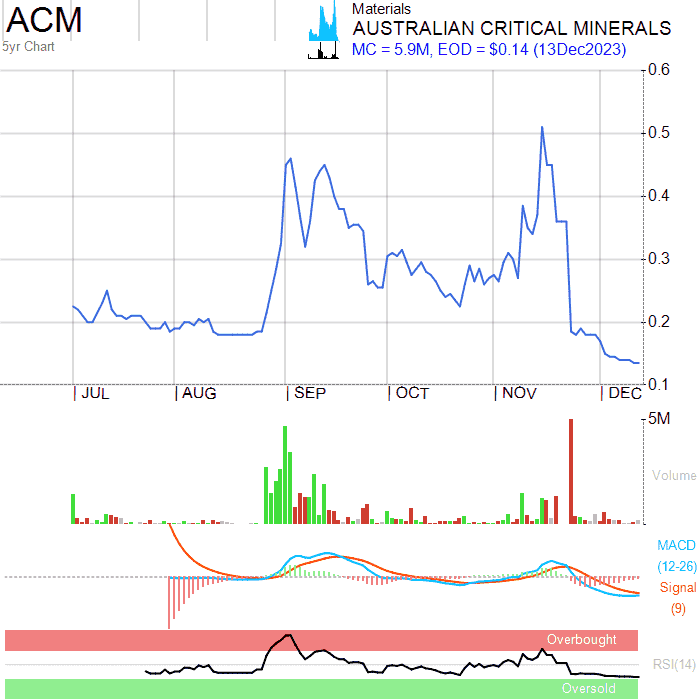 ACM
5yr Chart
Materials
AUSTRALIAN CRITICAL MINERALS
MC = 5.9M, EOD = $0.14 (13Dec2023)
0.6
0.5
0.4
0.3
0.2
0.1
JUL AUG SEP OCT NOV DEC
5M
Volume
MACD
(12-26)
Signal
(9)
Overbought
RSI(14)
Oversold